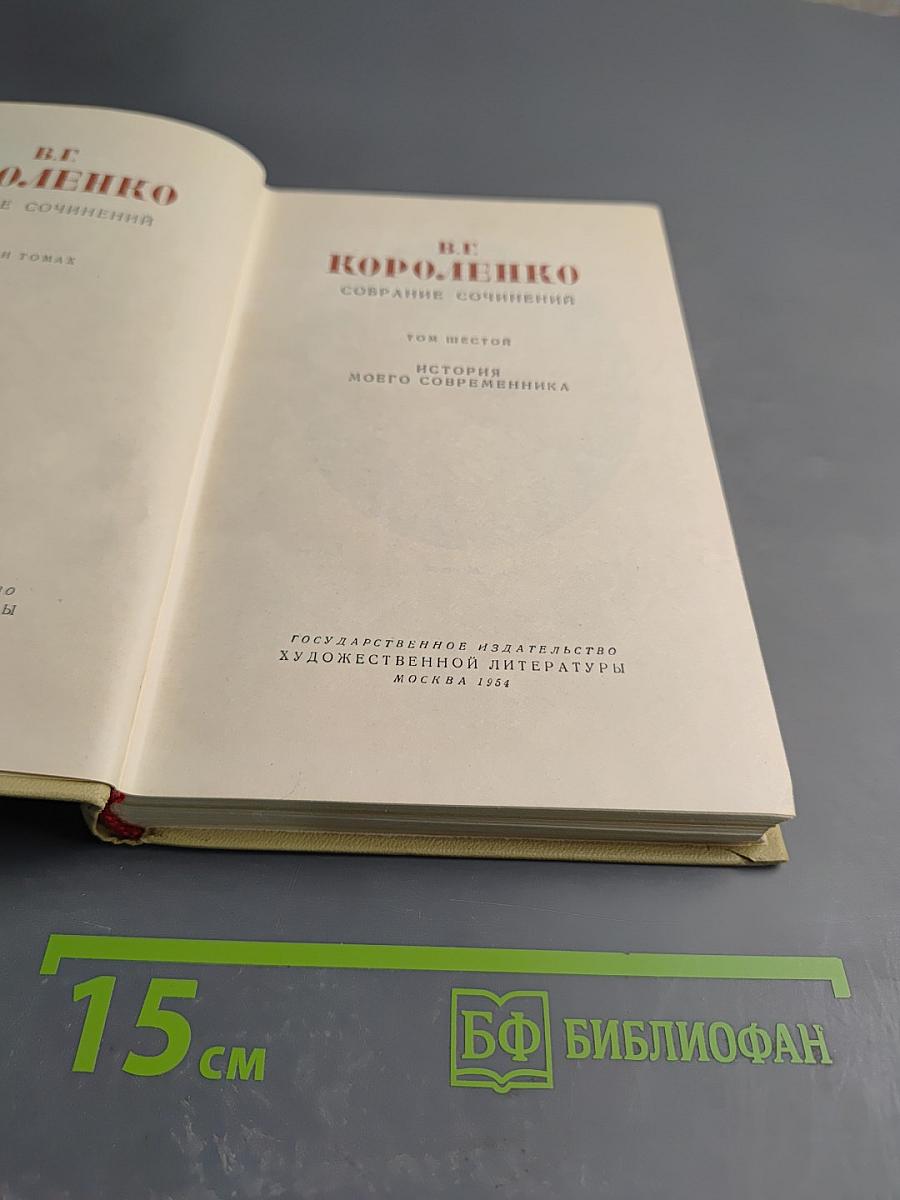 В.Г.
СОЧИНЕНИЙ
ТОМАХ
В.Г.
КОРОЛЕНКО
СОБРАНИЕ СОЧИНЕНИЙ
ТОМ ШЕСТОЙ
ИСТОРИЯ
МОЕГО СОВРЕМЕННИКА
ГОСУДАРСТВЕННОЕ ИЗДАТЕЛЬСТВО
ХУДОЖЕСТВЕННОЙ ЛИТЕРАТУРЫ
МОСКВА 1954
15 см
БФ БИБЛИОФАН